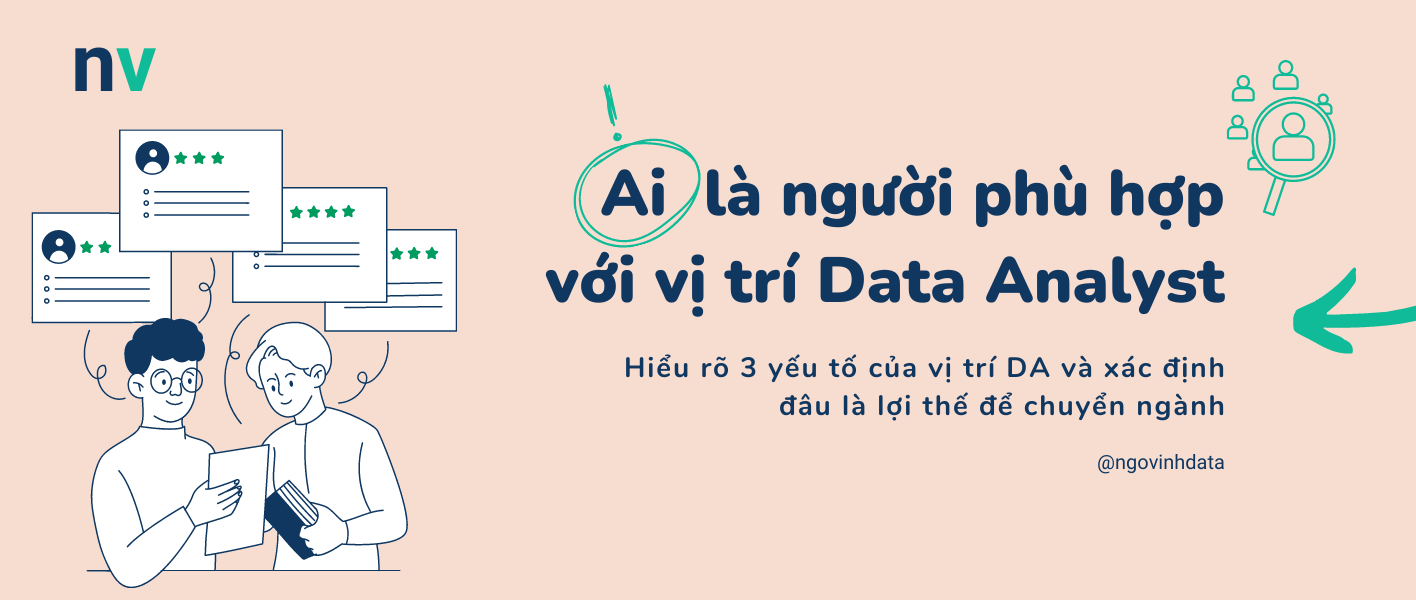 nv
!
Ai là người phù hợp
với vị trí Data Analyst
Hiểu rõ 3 yếu tố của vị trí DA và xác định
đâu là lợi thế để chuyển ngành
@ngovinhdata